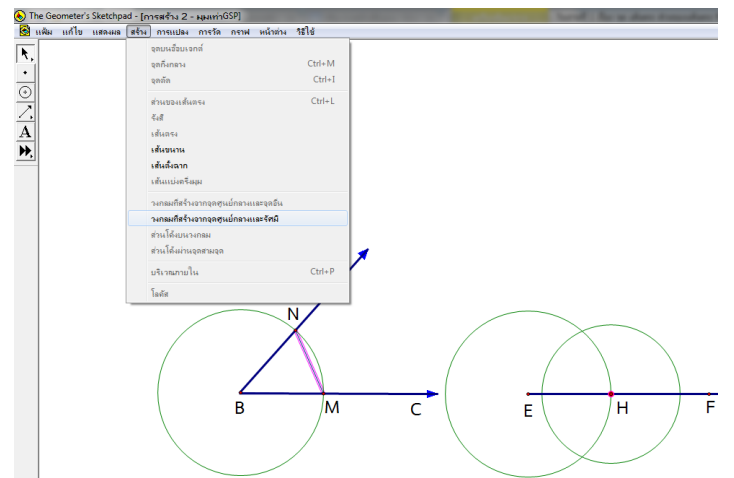 The Geometer's Sketchpad - [การสร้าง 2 - มุมเท่าGSP]
แฟ้ม แก้ไข แสดงผล สร้าง การแปลง การวัด กราฟ หน้าต่าง วิธีใช้
จุดบนอ็อบเจกต์
จุดกึ่งกลาง Ctrl+M
จุดตัด Ctrl+I
ส่วนของเส้นตรง Ctrl+L
รังสี
เส้นตรง
เส้นขนาน
เส้นตั้งฉาก
เส้นแบ่งครึ่งมุม
วงกลมที่สร้างจากจุดศูนย์กลางและจุดอื่น
วงกลมที่สร้างจากจุดศูนย์กลางและรัศมี
ส่วนโค้งบนวงกลม
ส่วนโค้งผ่านจุดสามจุด
บริเวณภายใน Ctrl+P
โลคัส
A
N
B M C E H F